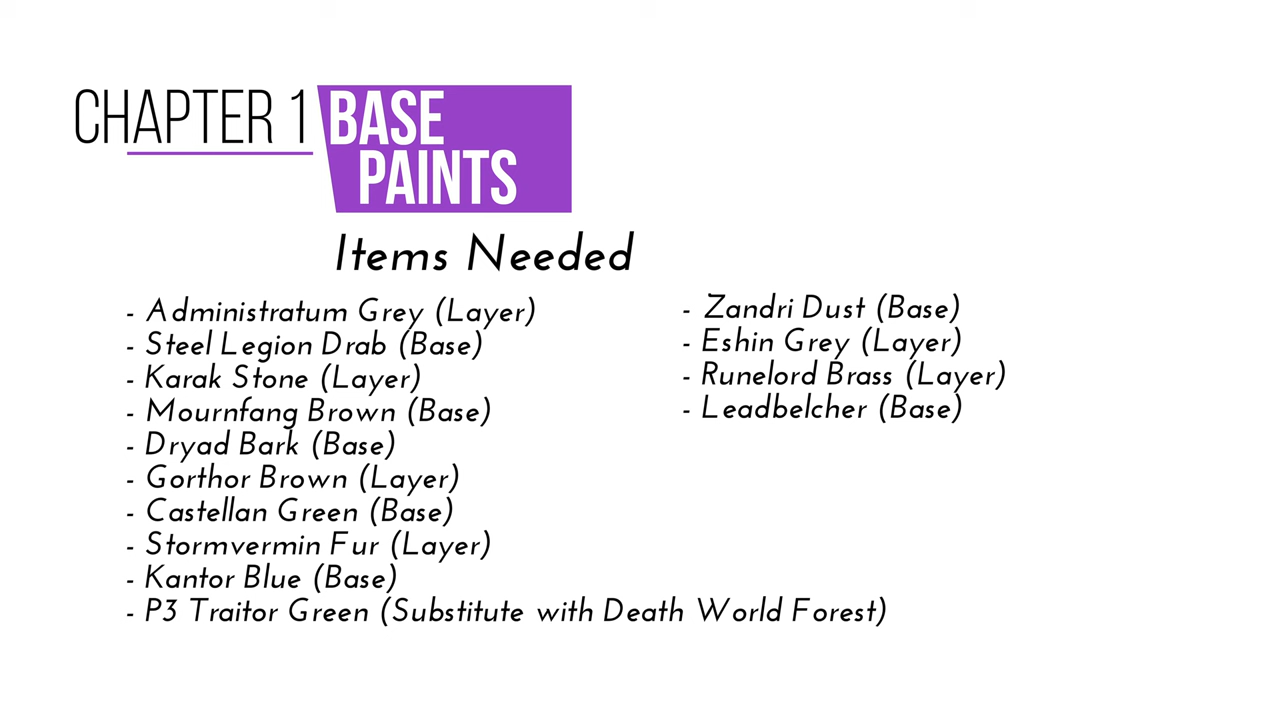 CHAPTER 1 BASE
PAINTS
Items Needed
- Administratum Grey (Layer)
- Steel Legion Drab (Base)
- Karak Stone (Layer)
- Mournfang Brown (Base)
- Dryad Bark (Base)
- Gorthor Brown (Layer)
- Castellan Green (Base)
- Stormvermin Fur (Layer)
- Kantor Blue (Base)
- P3 Traitor Green (Substitute with Death World Forest)
- Zandri Dust (Base)
- Eshin Grey (Layer)
- Runelord Brass (Layer)
- Leadbelcher (Base)